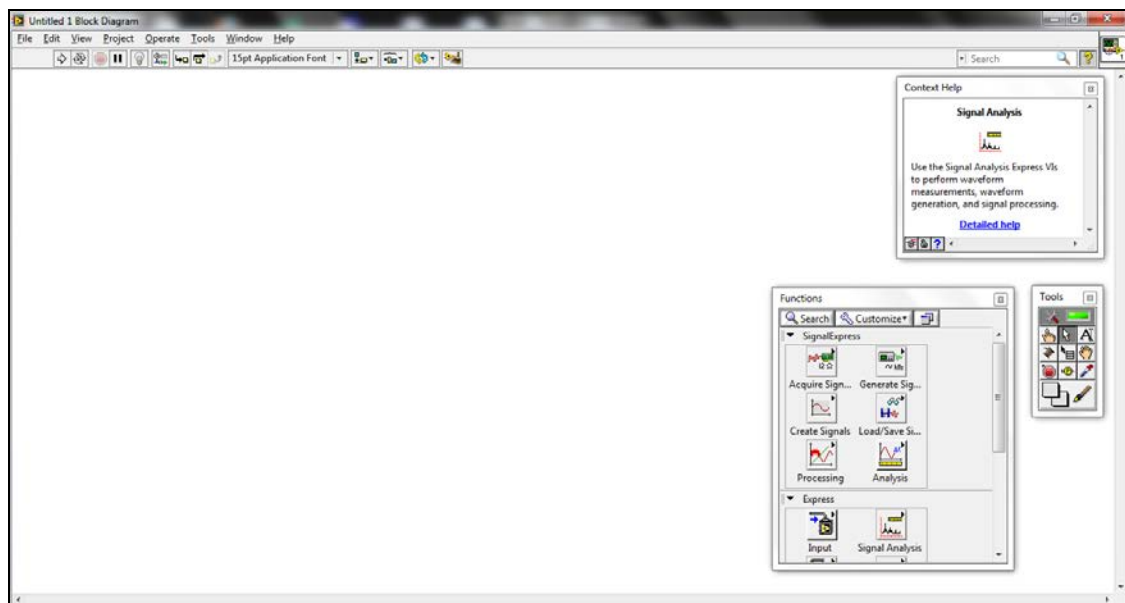 Untitled 1 Block Diagram
File Edit View Project Operate Tools Window Help
15pt Application Font
Search
1
Context Help
Signal Analysis
Use the Signal Analysis Express VIs
to perform waveform
measurements, waveform
generation, and signal processing.
Detailed help
?
Functions
Search Customize
SignalExpress
Acquire Sign... Generate Sig...
Create Signals Load/Save Si...
Processing Analysis
Express
Input Signal Analysis
Tools
A